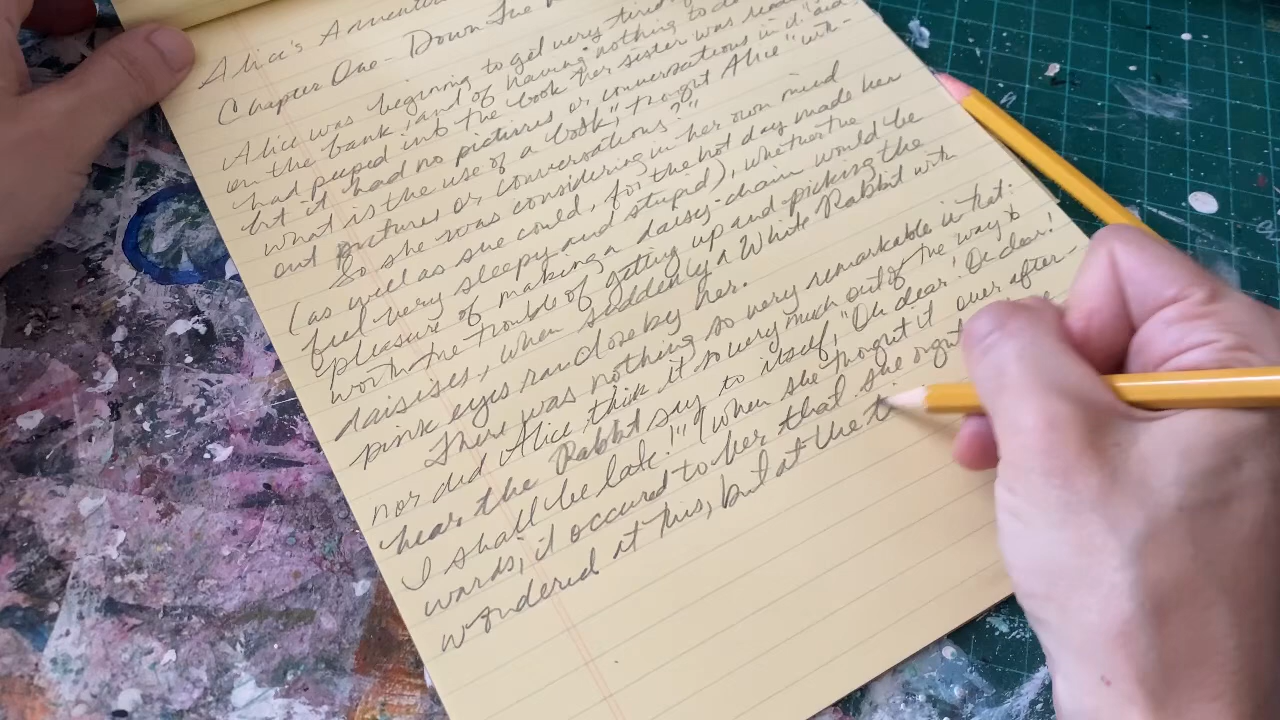 Alice's Adventu
Chapter One - Down The R
Alice was beginning to get very tired
on the bank, and of having nothing to do
had peeped into the book her sister was read
but it had no pictures or conversations in it "and
what is the use of a book," thought Alice "with-
out pictures or conversations?"
So she was considering in her own mind
(as well as she could, for the hot day made her
feel very sleepy and stupid), whether the
pleasure of making a daisy-chain would be
worth the trouble of getting up and picking the
daisies, when suddenly a White Rabbit with
pink eyes ran close by her.
There was nothing so very remarkable in that.
nor did Alice think it so very much out of the way to
hear the Rabbit say to itself, "Oh dear! Oh dear!
I shall be late!" (when she thought it over after-
wards, it occured to her that she ought
wondered at this, but at the t